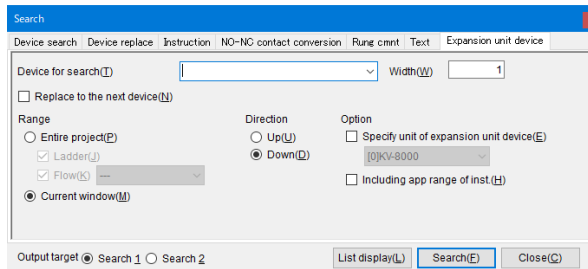 Search
Device search Device replace Instruction NO-NG contact conversion Rung cmnt Text Expansion unit device
Device for search(T) Width(W) 1
Replace to the next device(N)
Range Direction Option
Entire project(P) Up(U) Specify unit of expansion unit device(E)
Ladder(J) Down(D) [0]KV-8000
Flow(K) --- Including app range of inst.(H)
Current window(M)
Output target Search 1 Search 2 List display(L) Search(F) Close(C)